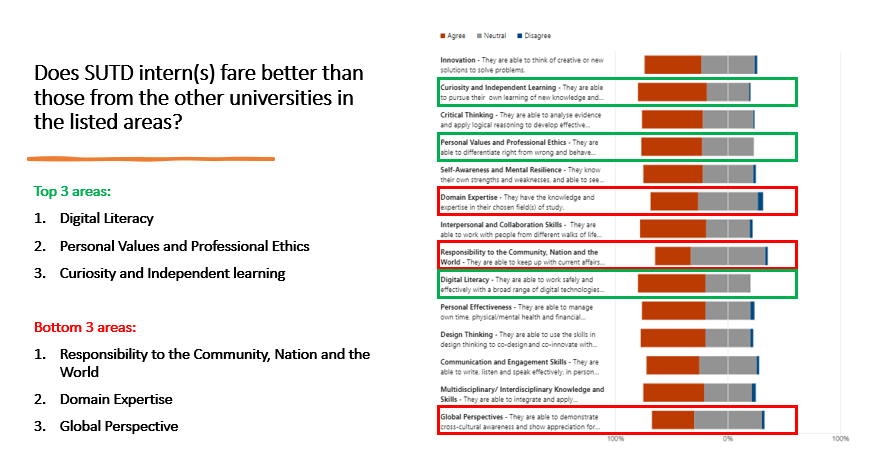 Does SUTD intern(s) fare better than
those from the other universities in
the listed areas?
Top 3 areas:
1. Digital Literacy
2. Personal Values and Professional Ethics
3. Curiosity and Independent learning
Bottom 3 areas:
1. Responsibility to the Community, Nation and the
World
2. Domain Expertise
3. Global Perspective
Agree Neutral Disagree
Innovation - They are able to think of creative or new
solutions to solve problems.
Curiosity and Independent Learning - They are able
to pursue their own learning of new knowledge and...
Critical Thinking - They are able to analyse evidence
and apply logical reasoning to develop effective...
Personal Values and Professional Ethics - They are
able to differentiate right from wrong and behave...
Self-Awareness and Mental Resilience - They know
their own strengths and weaknesses, and able to see...
Domain Expertise - They have the knowledge and
expertise in their chosen field(s) of study.
Interpersonal and Collaboration Skills - They are
able to work with people from different walks of life...
Responsibility to the Community, Nation and the
World - They are able to keep up with current affairs...
Digital Literacy - They are able to work safely and
effectively with a broad range of digital technologies...
Personal Effectiveness - They are able to manage
own time, physical/mental health and financial...
Design Thinking - They are able to use the skills in
design thinking to co-design and co-innovate with...
Communication and Engagement Skills - They are
able to write, listen and speak effectively, in person...
Multidisciplinary/ Interdisciplinary Knowledge and
Skills - They are able to integrate and apply...
Global Perspectives - They are able to demonstrate
cross-cultural awareness and show appreciation for...
100% 0% 100%